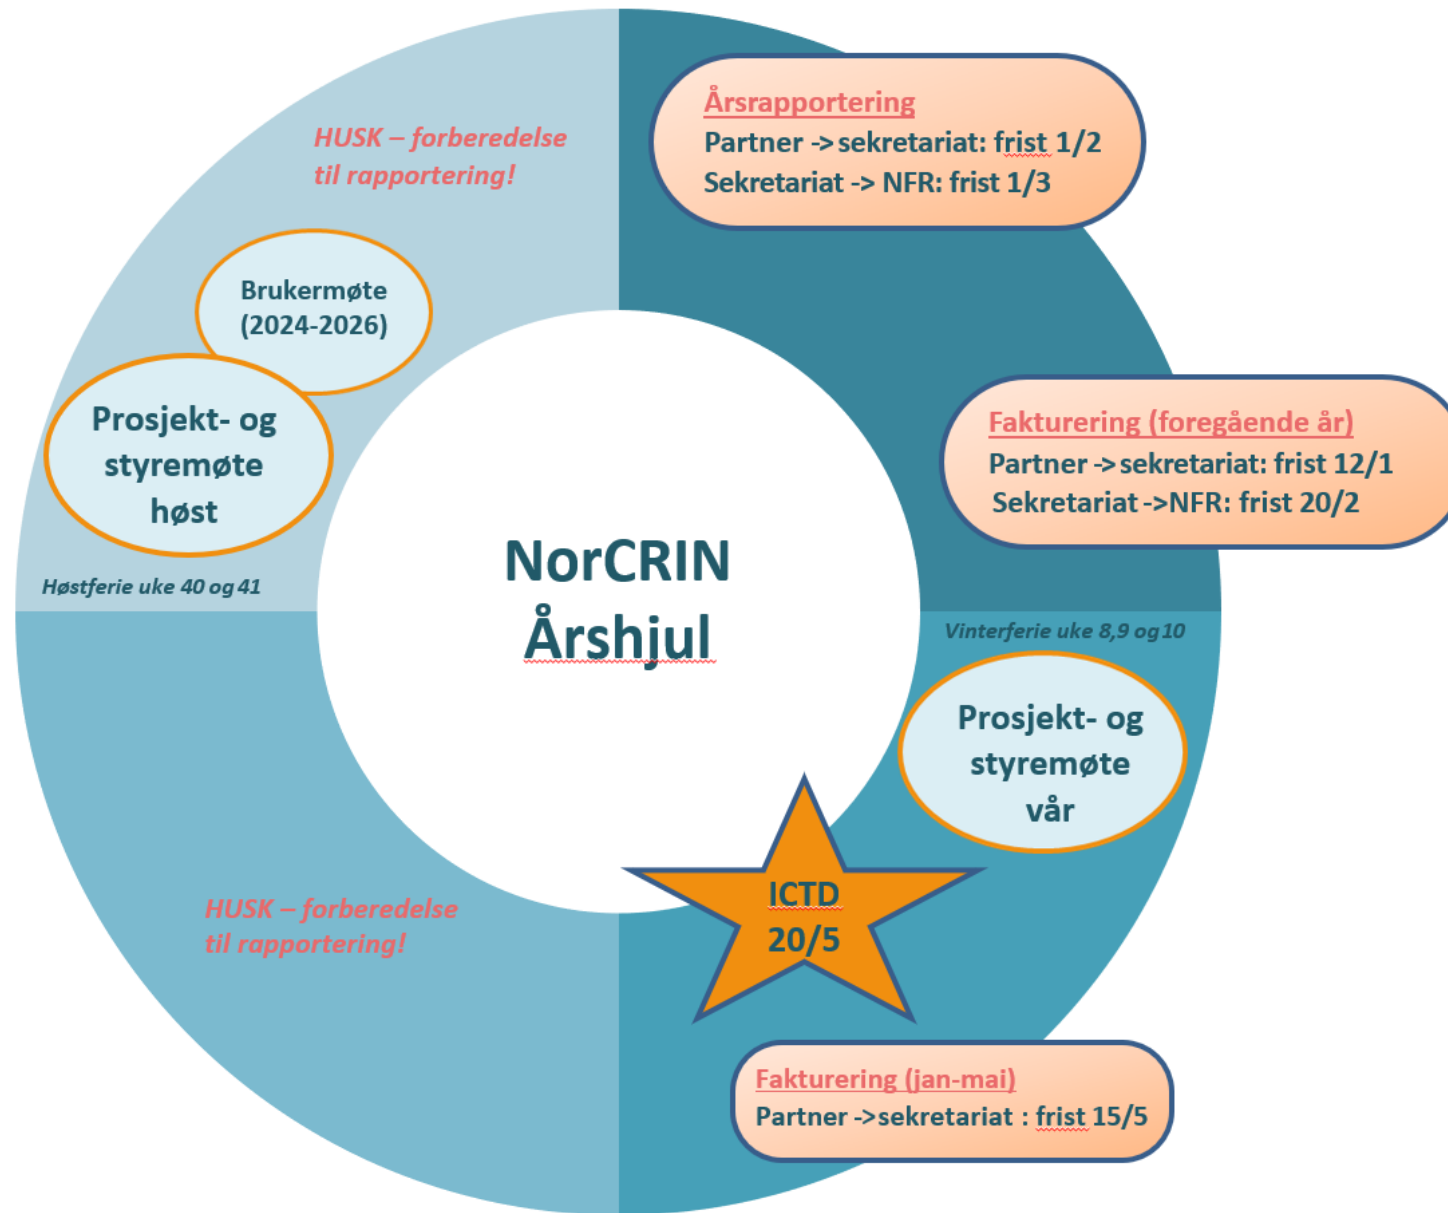 Årsrapportering
Partner -> sekretariat: frist 1/2
Sekretariat -> NFR: frist 1/3
HUSK – forberedelse
til rapportering!
Brukermøte
(2024-2026)
Prosjekt- og
styremøte
høst
Høstferie uke 40 og 41
Fakturering (foregående år)
Partner -> sekretariat: frist 12/1
Sekretariat ->NFR: frist 20/2
NorCRIN
Årshjul
Vinterferie uke 8,9 og 10
Prosjekt- og
styremøte
vår
ICTD
20/5
HUSK – forberedelse
til rapportering!
Fakturering (jan-mai)
Partner ->sekretariat : frist 15/5